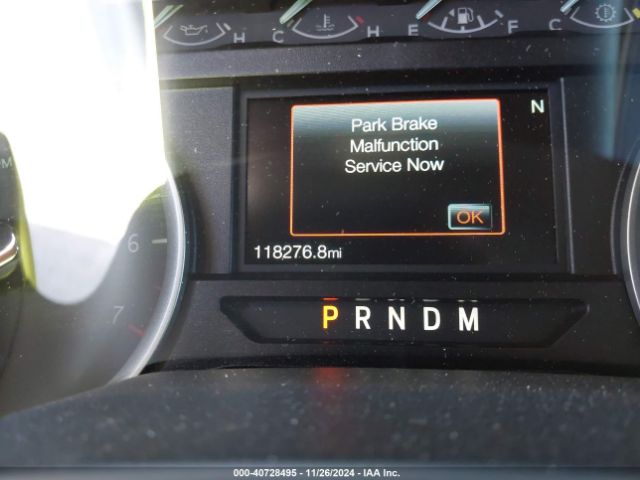 H C H E F C
N
Park Brake
Malfunction
Service Now
OK
118276.8mi
6
7
P R N D M
000-40728495 - 11/26/2024 - IAA Inc.